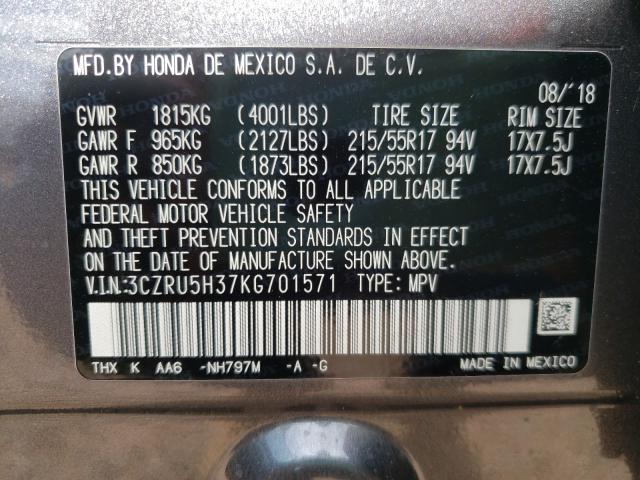 MFD.BY HONDA DE MEXICO S.A. DE C.V.
08/'18
GVWR 1815KG (4001LBS) TIRE SIZE RIM SIZE
GAWR F 965KG (2127LBS) 215/55R17 94V 17X7.5J
GAWR R 850KG (1873LBS) 215/55R17 94V 17X7.5J
THIS VEHICLE CONFORMS TO ALL APPLICABLE
FEDERAL MOTOR VEHICLE SAFETY
AND THEFT PREVENTION STANDARDS IN EFFECT
ON THE DATE OF MANUFACTURE SHOWN ABOVE.
V.I.N:3CZRU5H37KG701571 TYPE: MPV
THX K AA6 -NH797M -A -G MADE IN MEXICO